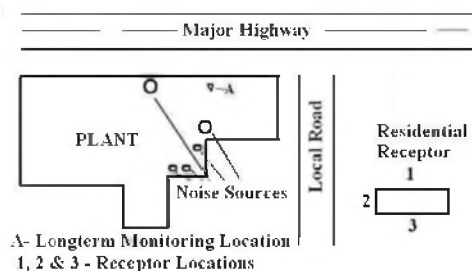 Major Highway
A
PLANT
Local Road
Residential
Receptor
1
2
3
Noise Sources
A- Longterm Monitoring Location
1, 2 & 3 - Receptor Locations